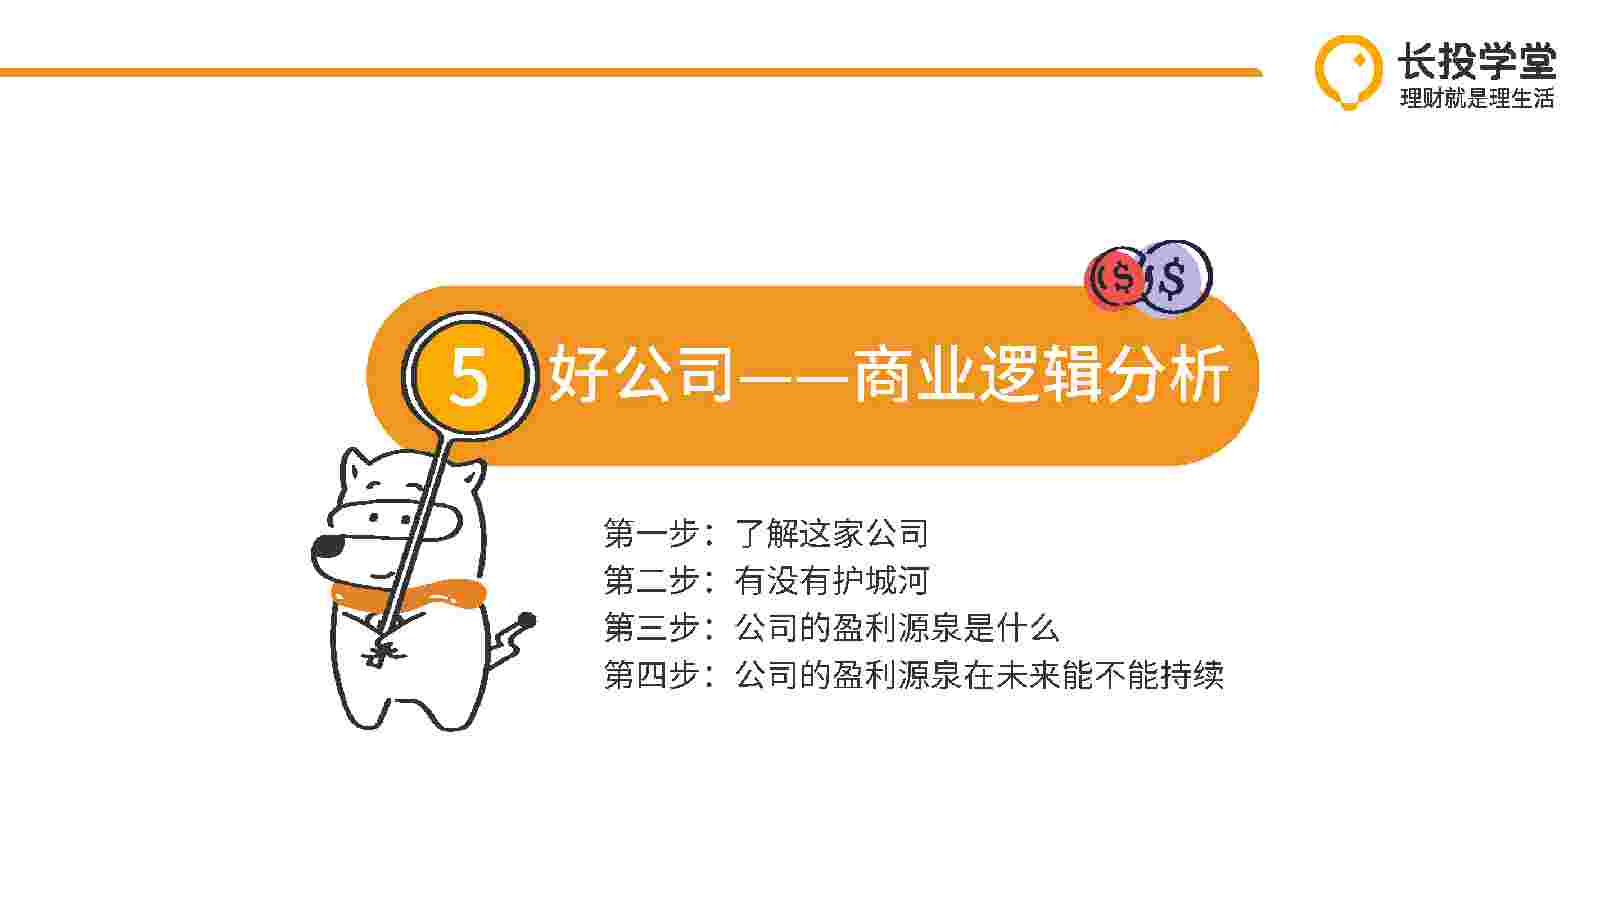 长投学堂
理财就是理生活
5 好公司——商业逻辑分析
第一步：了解这家公司
第二步：有没有护城河
第三步：公司的盈利源泉是什么
第四步：公司的盈利源泉在未来能不能持续
$ $